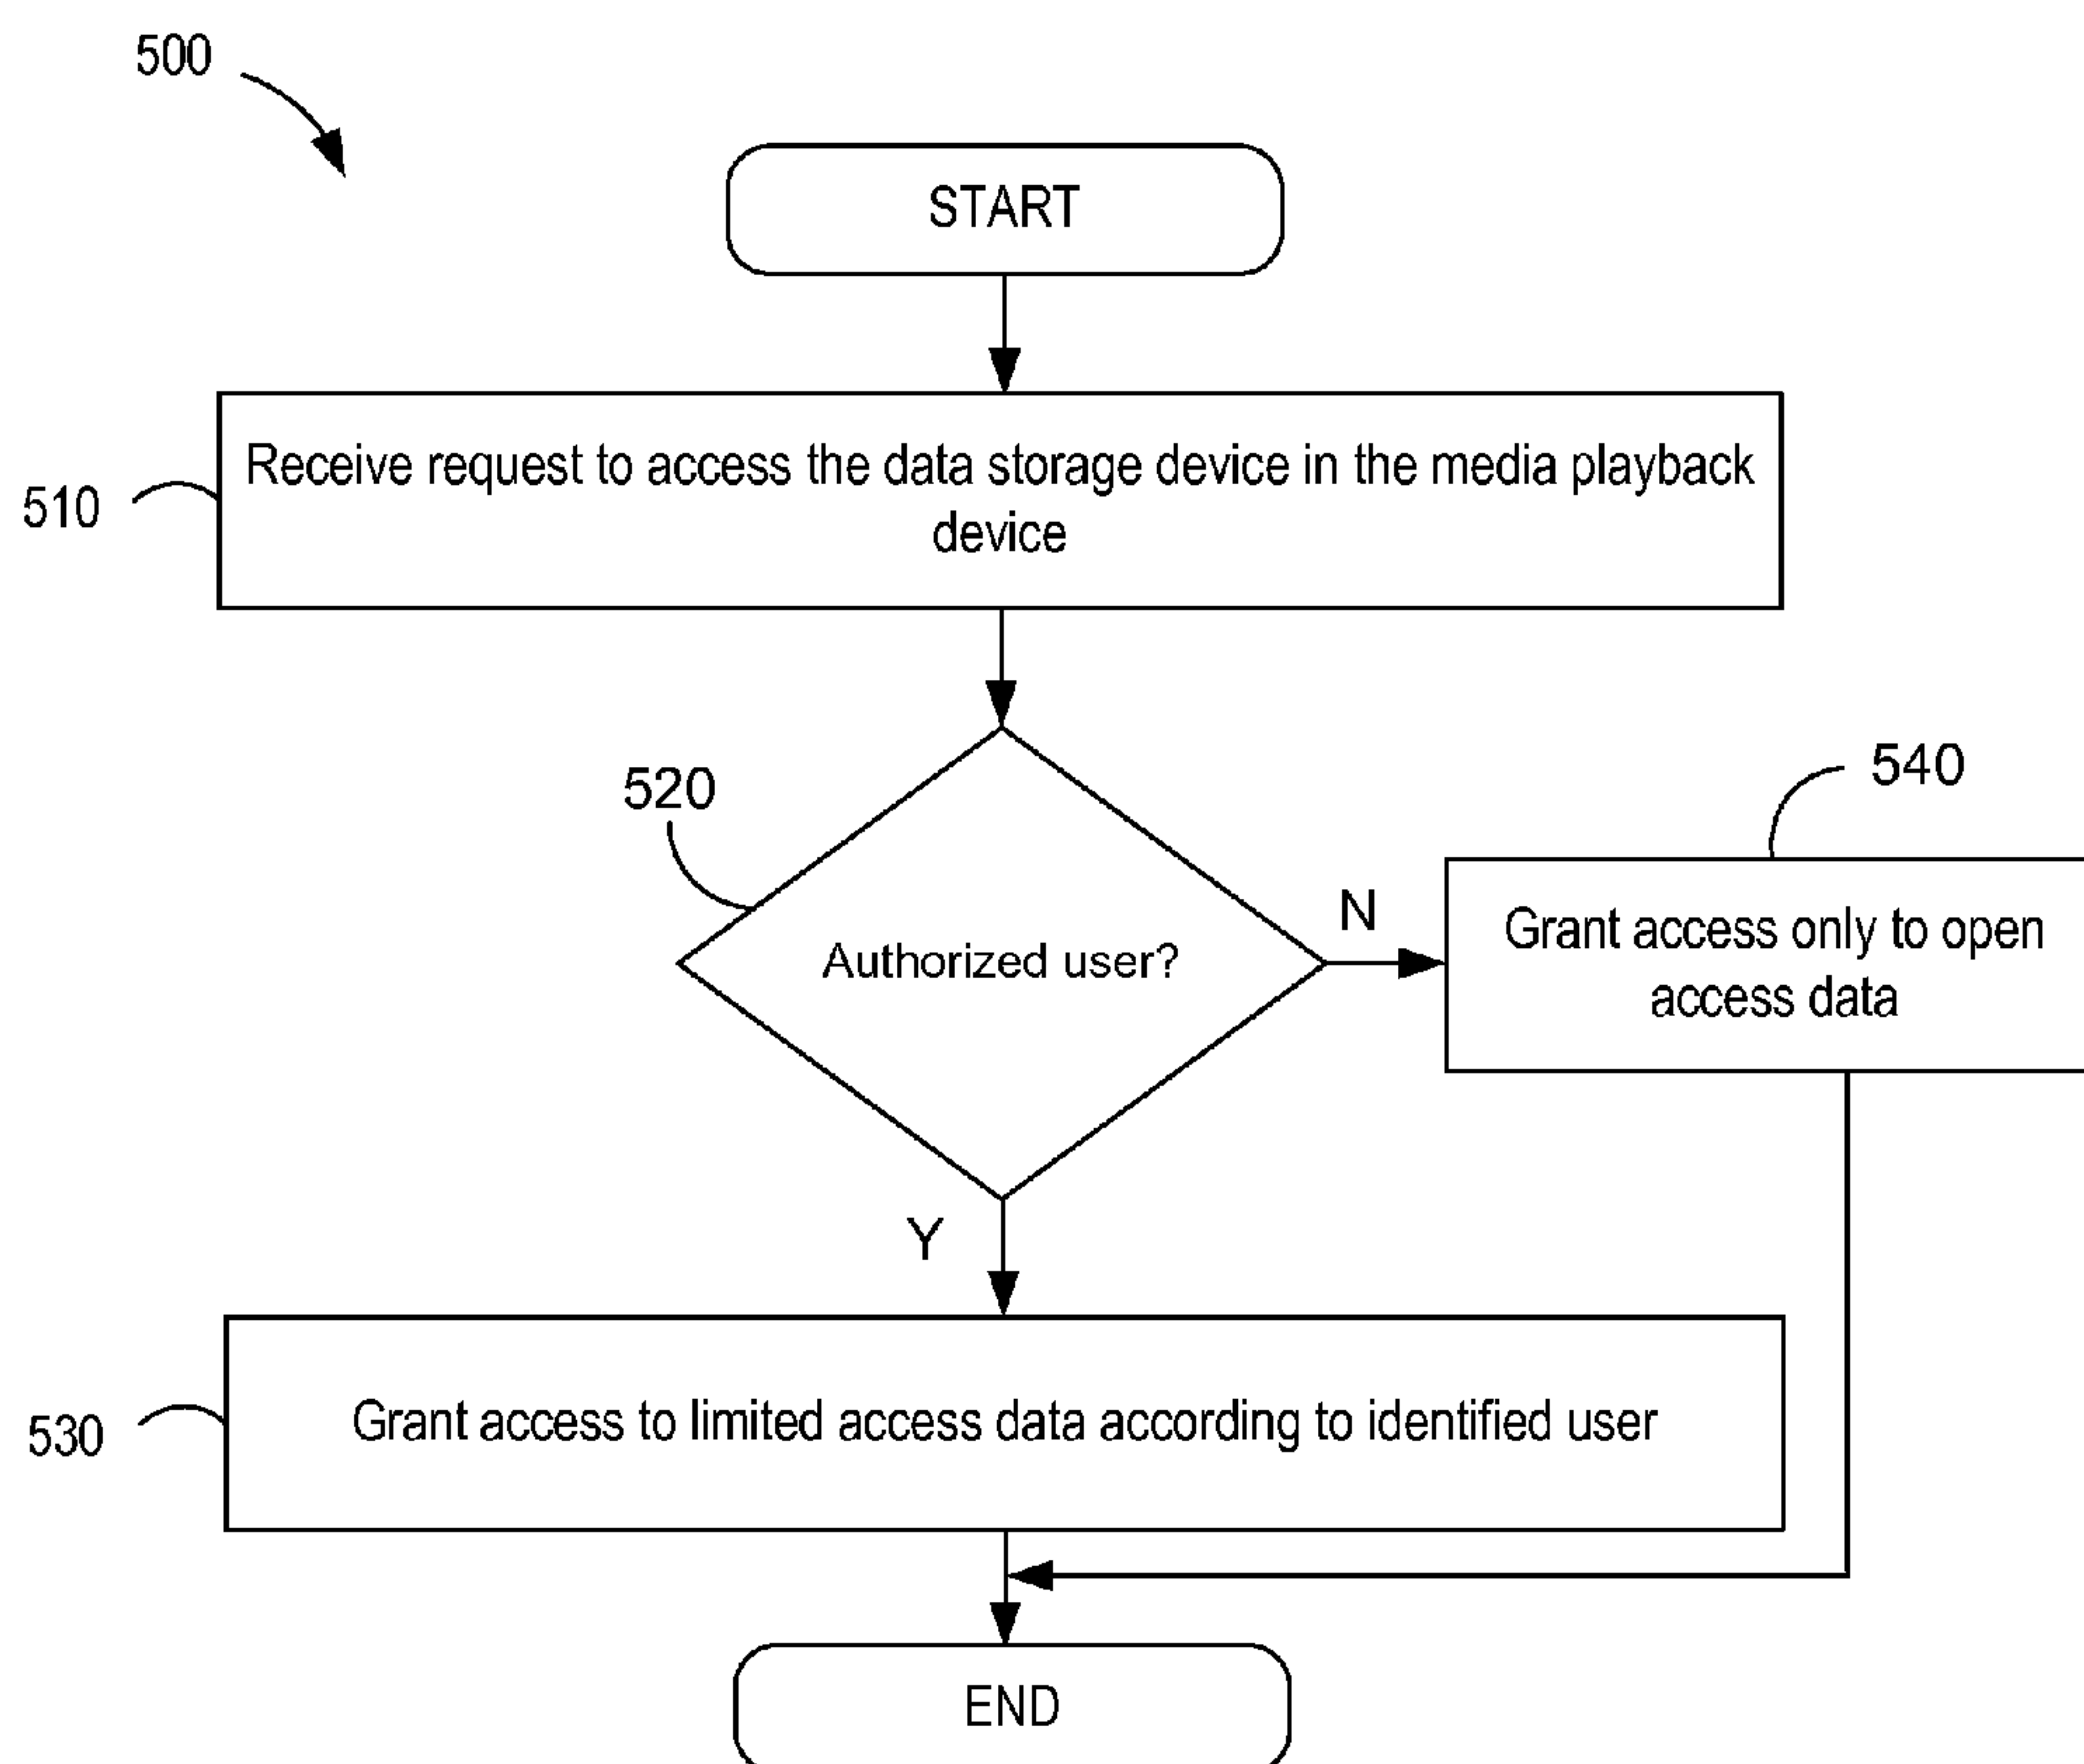 500
START
510
Receive request to access the data storage device in the media playback
device
520
Authorized user?
N
540
Grant access only to open
access data
Y
530
Grant access to limited access data according to identified user
END